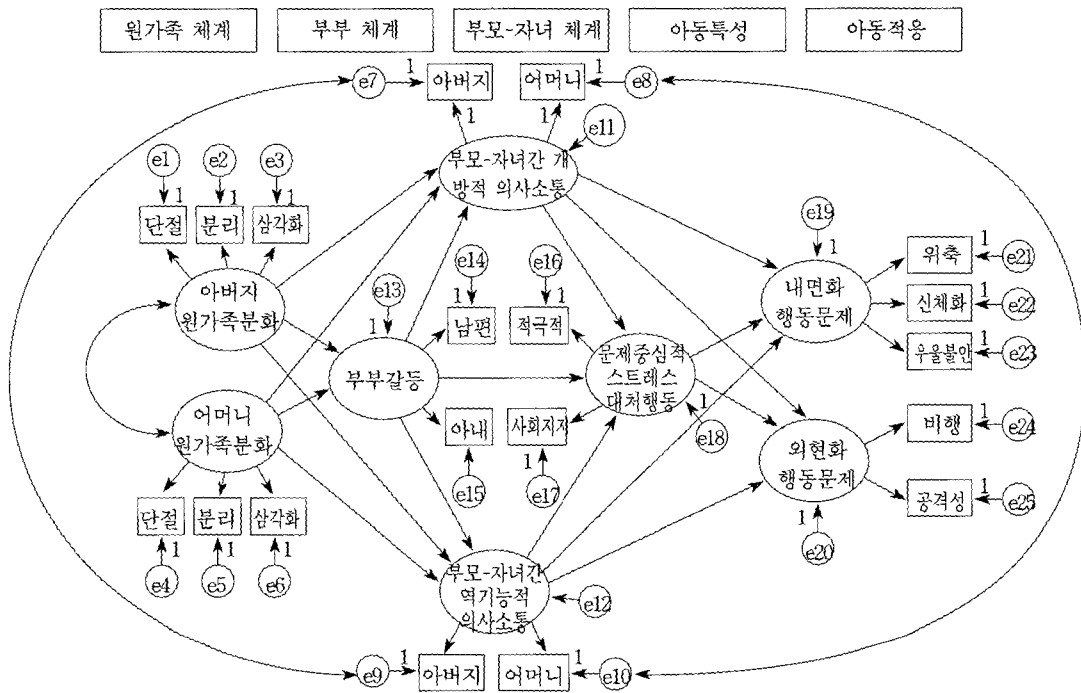 원가족 체계
부부 체계
부모-자녀 체계
아동특성
아동적응
e7
1
아버지
어머니
1
e8
1
1
e11
부모-자녀간 개
방적 의사소통
e1
e2
e3
1
1
1
단절
분리
삼각화
아버지
원가족분화
e13
1
e14
1
남편
e16
1
적극적
e19
1
내면화
행동문제
위축
1
e21
신체화
1
e22
우울불안
1
e23
부부갈등
문제중심적
스트레스
대처행동
1
e18
어머니
원가족분화
아내
e15
사회지지
1
e17
외현화
행동문제
1
e20
비행
1
e24
공격성
1
e25
단절
분리
삼각화
1
1
1
e4
e5
e6
부모-자녀간
역기능적
의사소통
e12
e9
1
아버지
어머니
1
e10